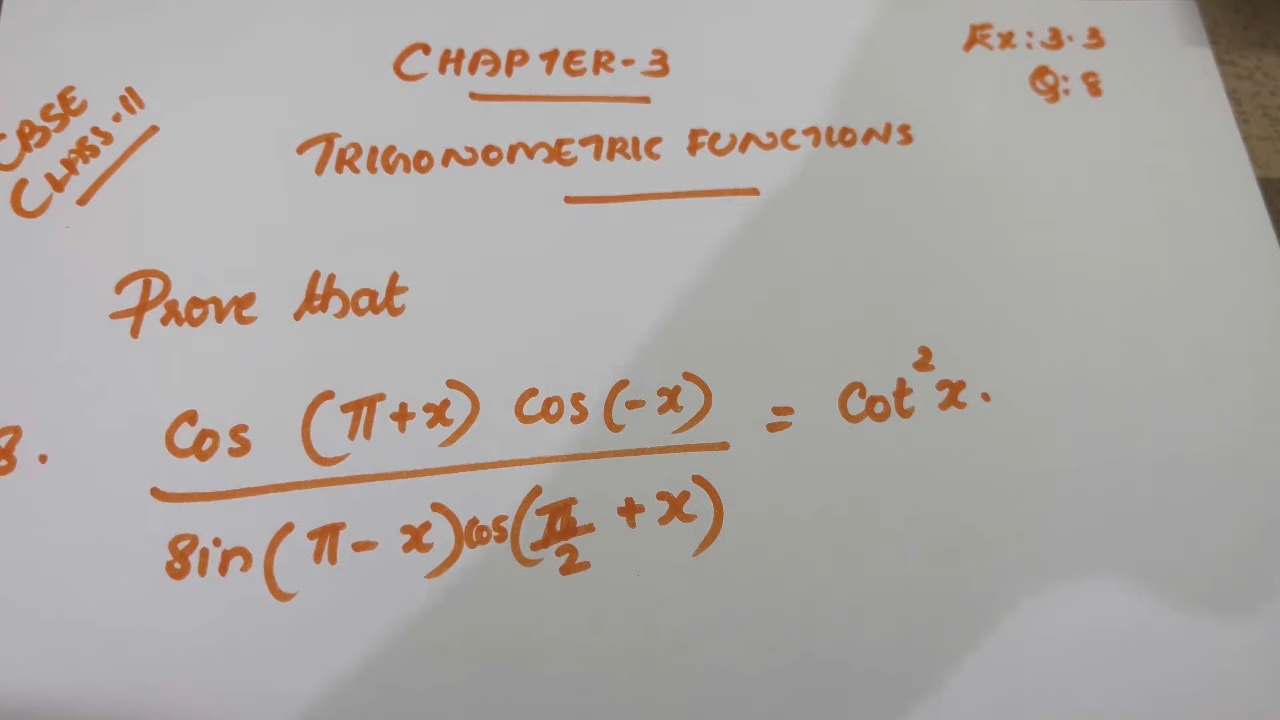 CBSE
CLASS-11
CHAPTER-3
Ex: 3.3
Q: 8
TRIGONOMETRIC FUNCTIONS
Prove that
8. cos (π+x) cos(-x) = cot²x.
sin(π-x)cos(π/2 +x)